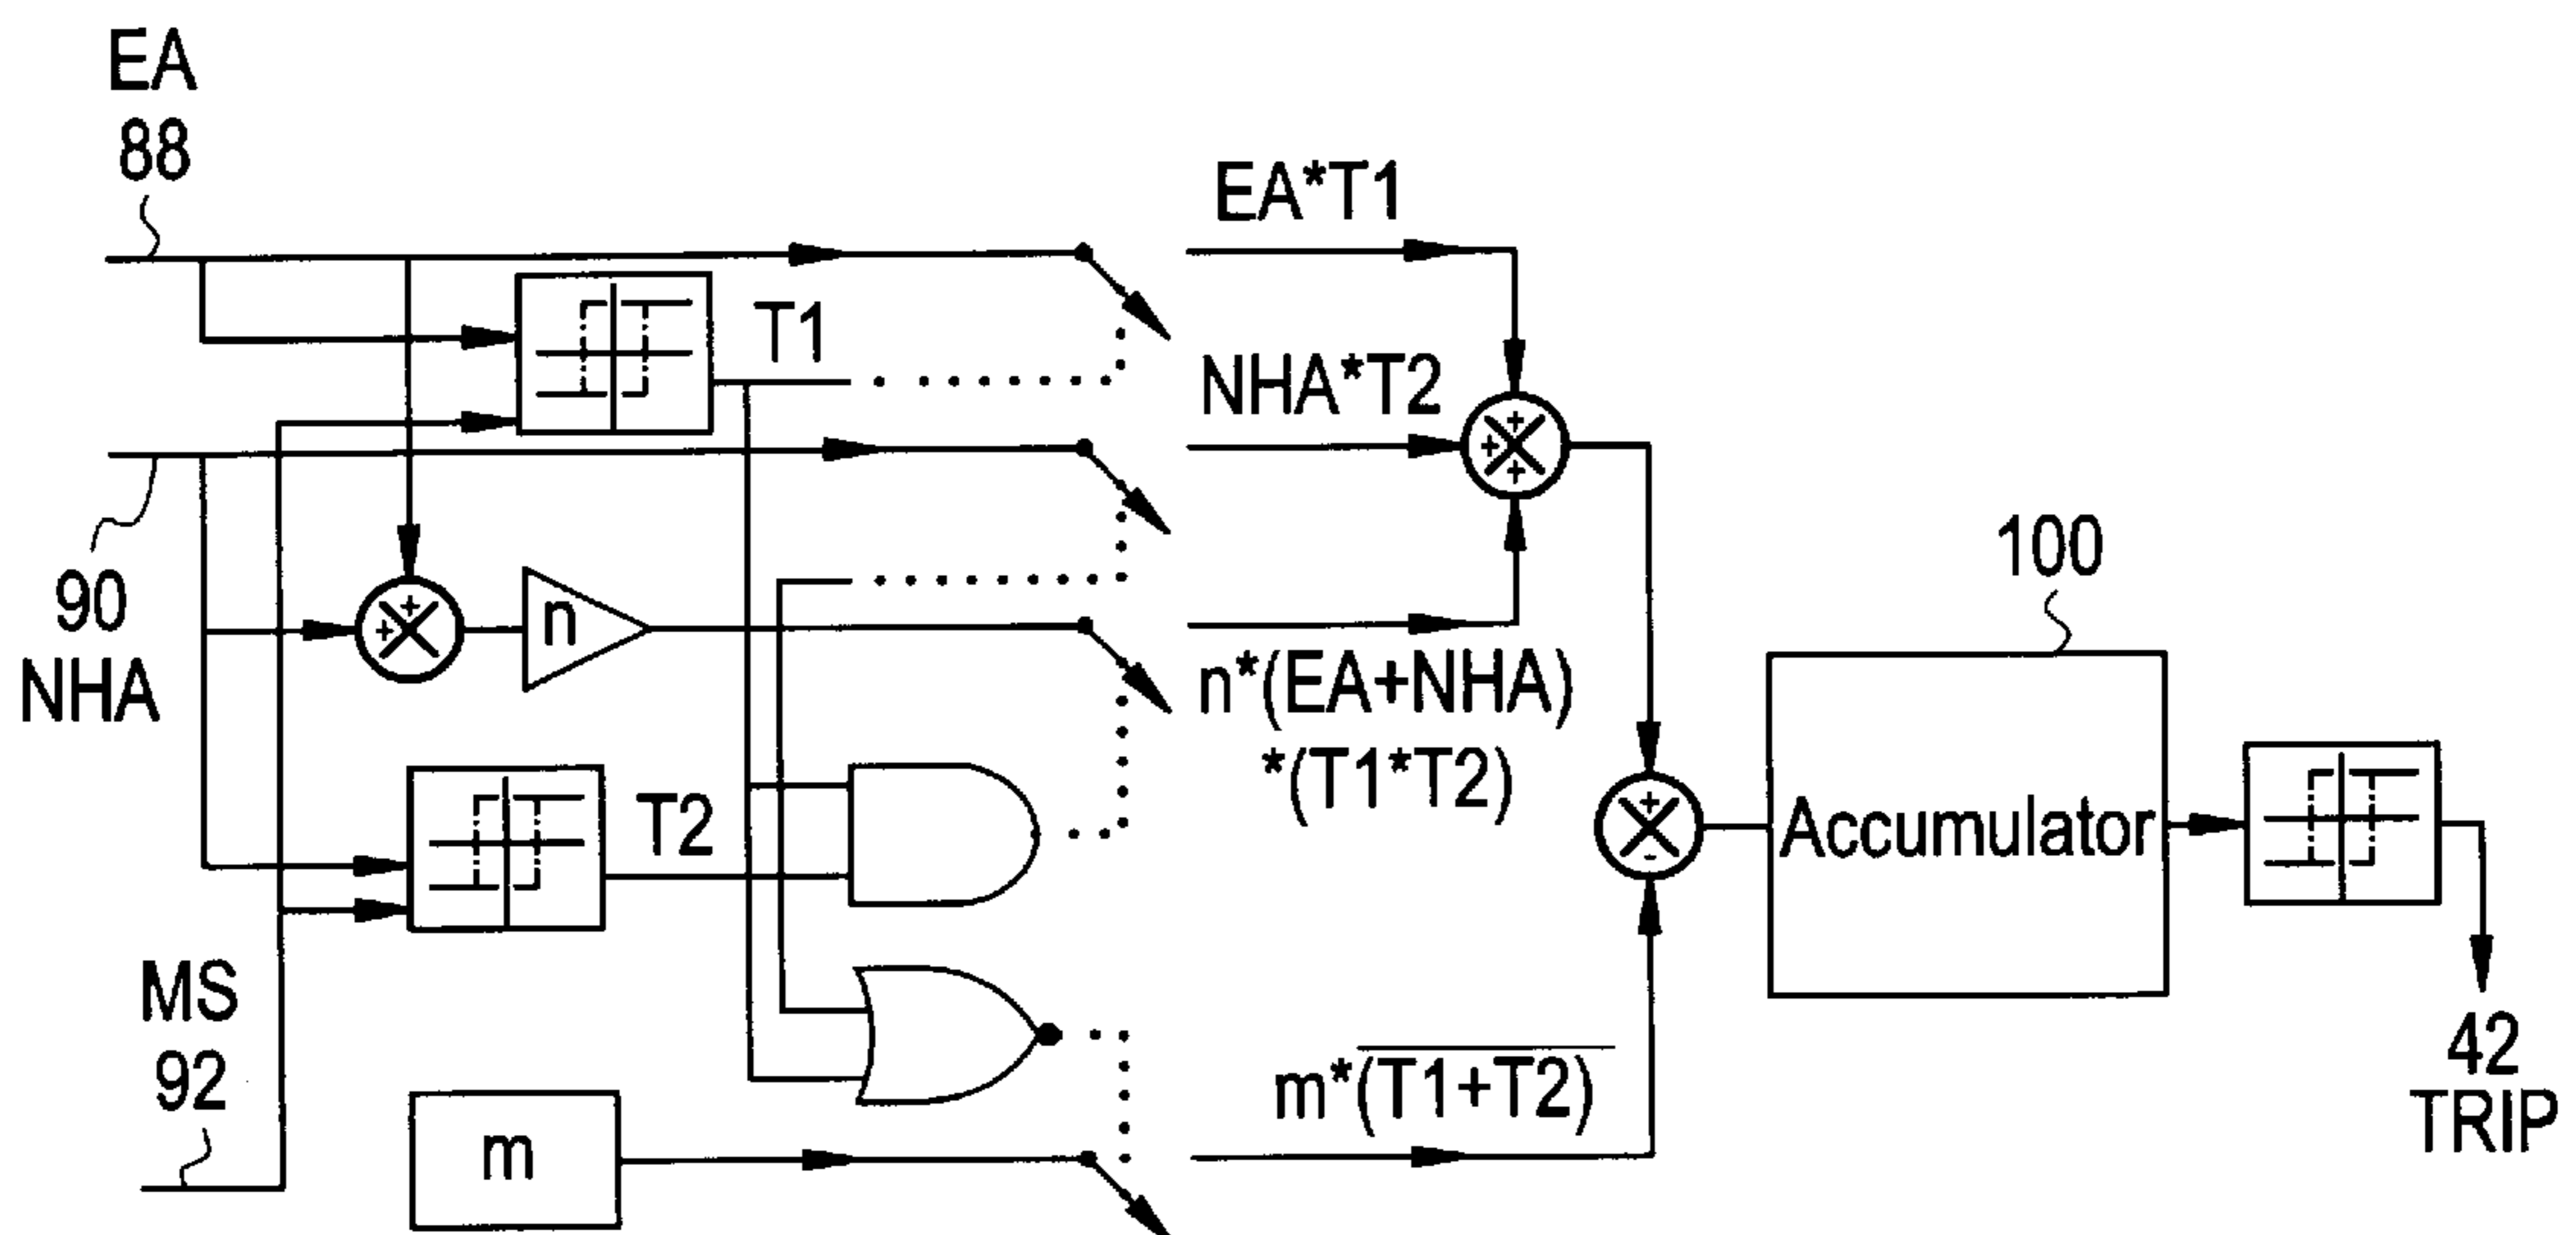 EA
88
EA*T1
T1
NHA*T2
90
NHA
n
n*(EA+NHA)
*(T1*T2)
100
T2
Accumulator
MS
92
m
m*(T1+T2)
42
TRIP